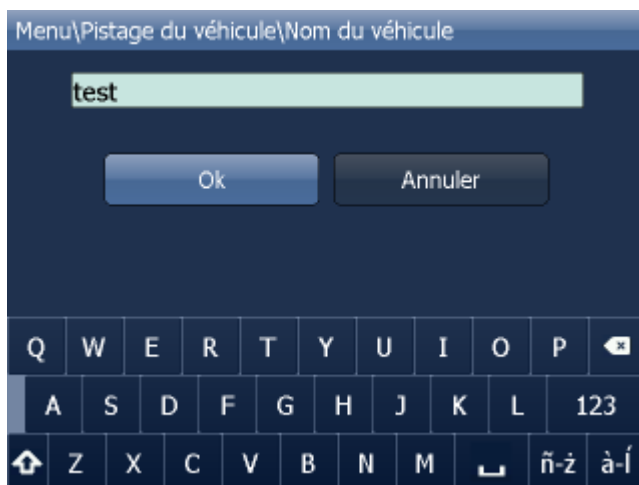 Menu\Pistage du véhicule\Nom du véhicule
test
Ok Annuler
Q W E R T Y U I O P
A S D F G H J K L 123
Z X C V B N M ñ-ż à-Í